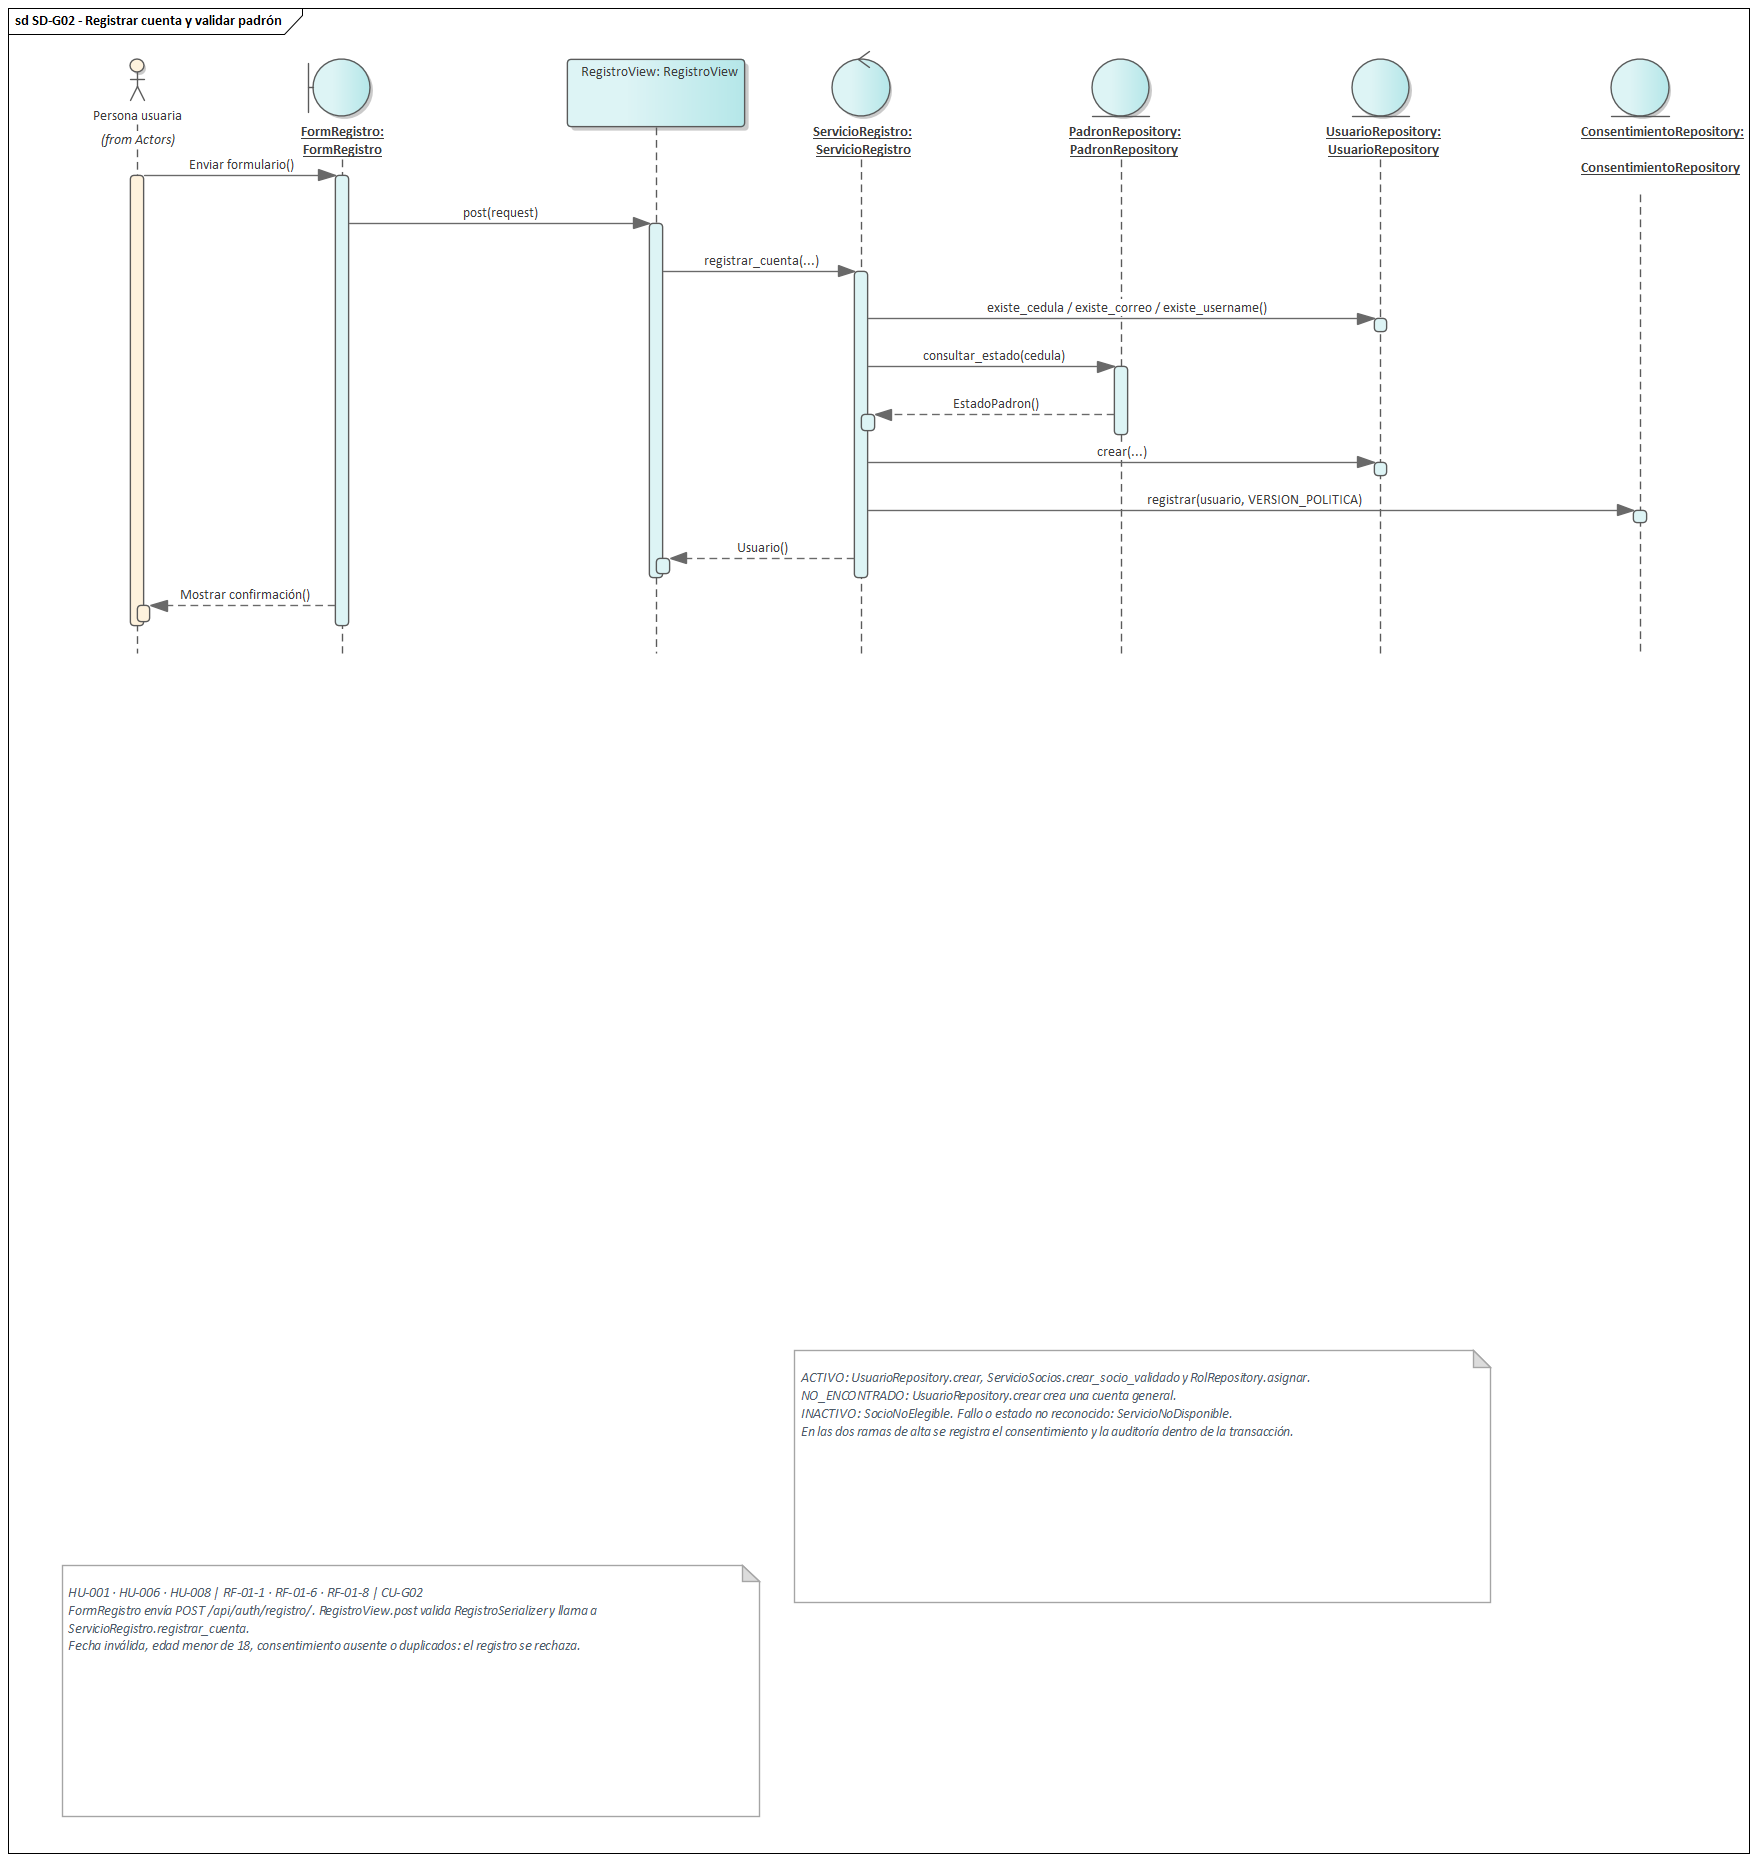 sd SD-G02 - Registrar cuenta y validar padrón
Persona usuaria
(from Actors)
FormRegistro:
FormRegistro
RegistroView: RegistroView
ServicioRegistro:
ServicioRegistro
PadronRepository:
PadronRepository
UsuarioRepository:
UsuarioRepository
ConsentimientoRepository:
ConsentimientoRepository
Enviar formulario()
post(request)
registrar_cuenta(...)
existe_cedula / existe_correo / existe_username()
consultar_estado(cedula)
EstadoPadron()
crear(...)
registrar(usuario, VERSION_POLITICA)
Usuario()
Mostrar confirmación()
ACTIVO: UsuarioRepository.crear, ServicioSocios.crear_socio_validado y RolRepository.asignar.
NO_ENCONTRADO: UsuarioRepository.crear crea una cuenta general.
INACTIVO: SocioNoElegible. Fallo o estado no reconocido: ServicioNoDisponible.
En las dos ramas de alta se registra el consentimiento y la auditoría dentro de la transacción.
HU-001 · HU-006 · HU-008 | RF-01-1 · RF-01-6 · RF-01-8 | CU-G02
FormRegistro envía POST /api/auth/registro/. RegistroView.post valida RegistroSerializer y llama a
ServicioRegistro.registrar_cuenta.
Fecha inválida, edad menor de 18, consentimiento ausente o duplicados: el registro se rechaza.